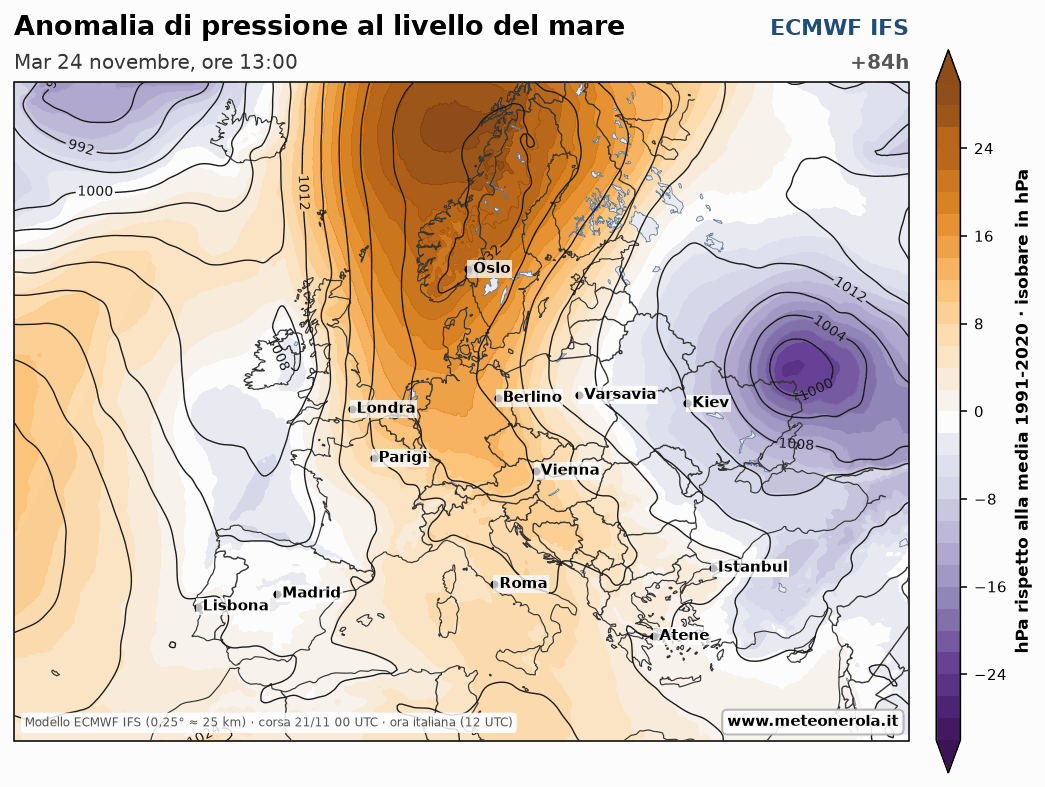 Anomalia di pressione al livello del mare
ECMWF IFS
Mar 24 novembre, ore 13:00
+84h
992
1000
1012
1012
1004
1000
1008
1008
Oslo
Londra
Berlino
Varsavia
Kiev
Parigi
Vienna
Roma
Istanbul
Madrid
Lisbona
Atene
24
16
8
0
−8
−16
−24
hPa rispetto alla media 1991-2020 · isobare in hPa
Modello ECMWF IFS (0,25° ≈ 25 km) · corsa 21/11 00 UTC · ora italiana (12 UTC)
www.meteonerola.it